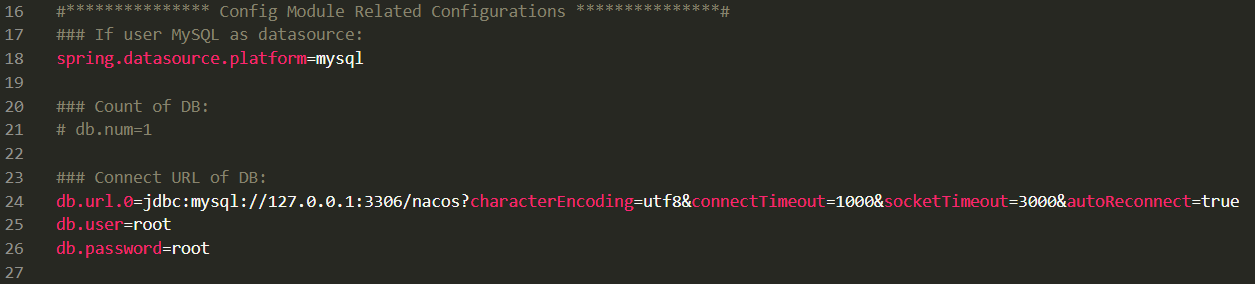 16 #*************** Config Module Related Configurations ***************#
17 ### If user MySQL as datasource:
18 spring.datasource.platform=mysql
19
20 ### Count of DB:
21 # db.num=1
22
23 ### Connect URL of DB:
24 db.url.0=jdbc:mysql://127.0.0.1:3306/nacos?characterEncoding=utf8&connectTimeout=1000&socketTimeout=3000&autoReconnect=true
25 db.user=root
26 db.password=root
27